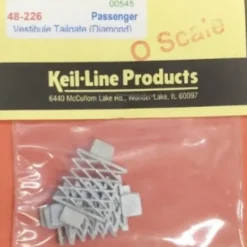 00545
48-226 Passenger
Vestibule Tailgate (Diamond)
O Scale
Keil-Line Products
6440 McCullom Lake Rd., Wonder Lake, IL 60097